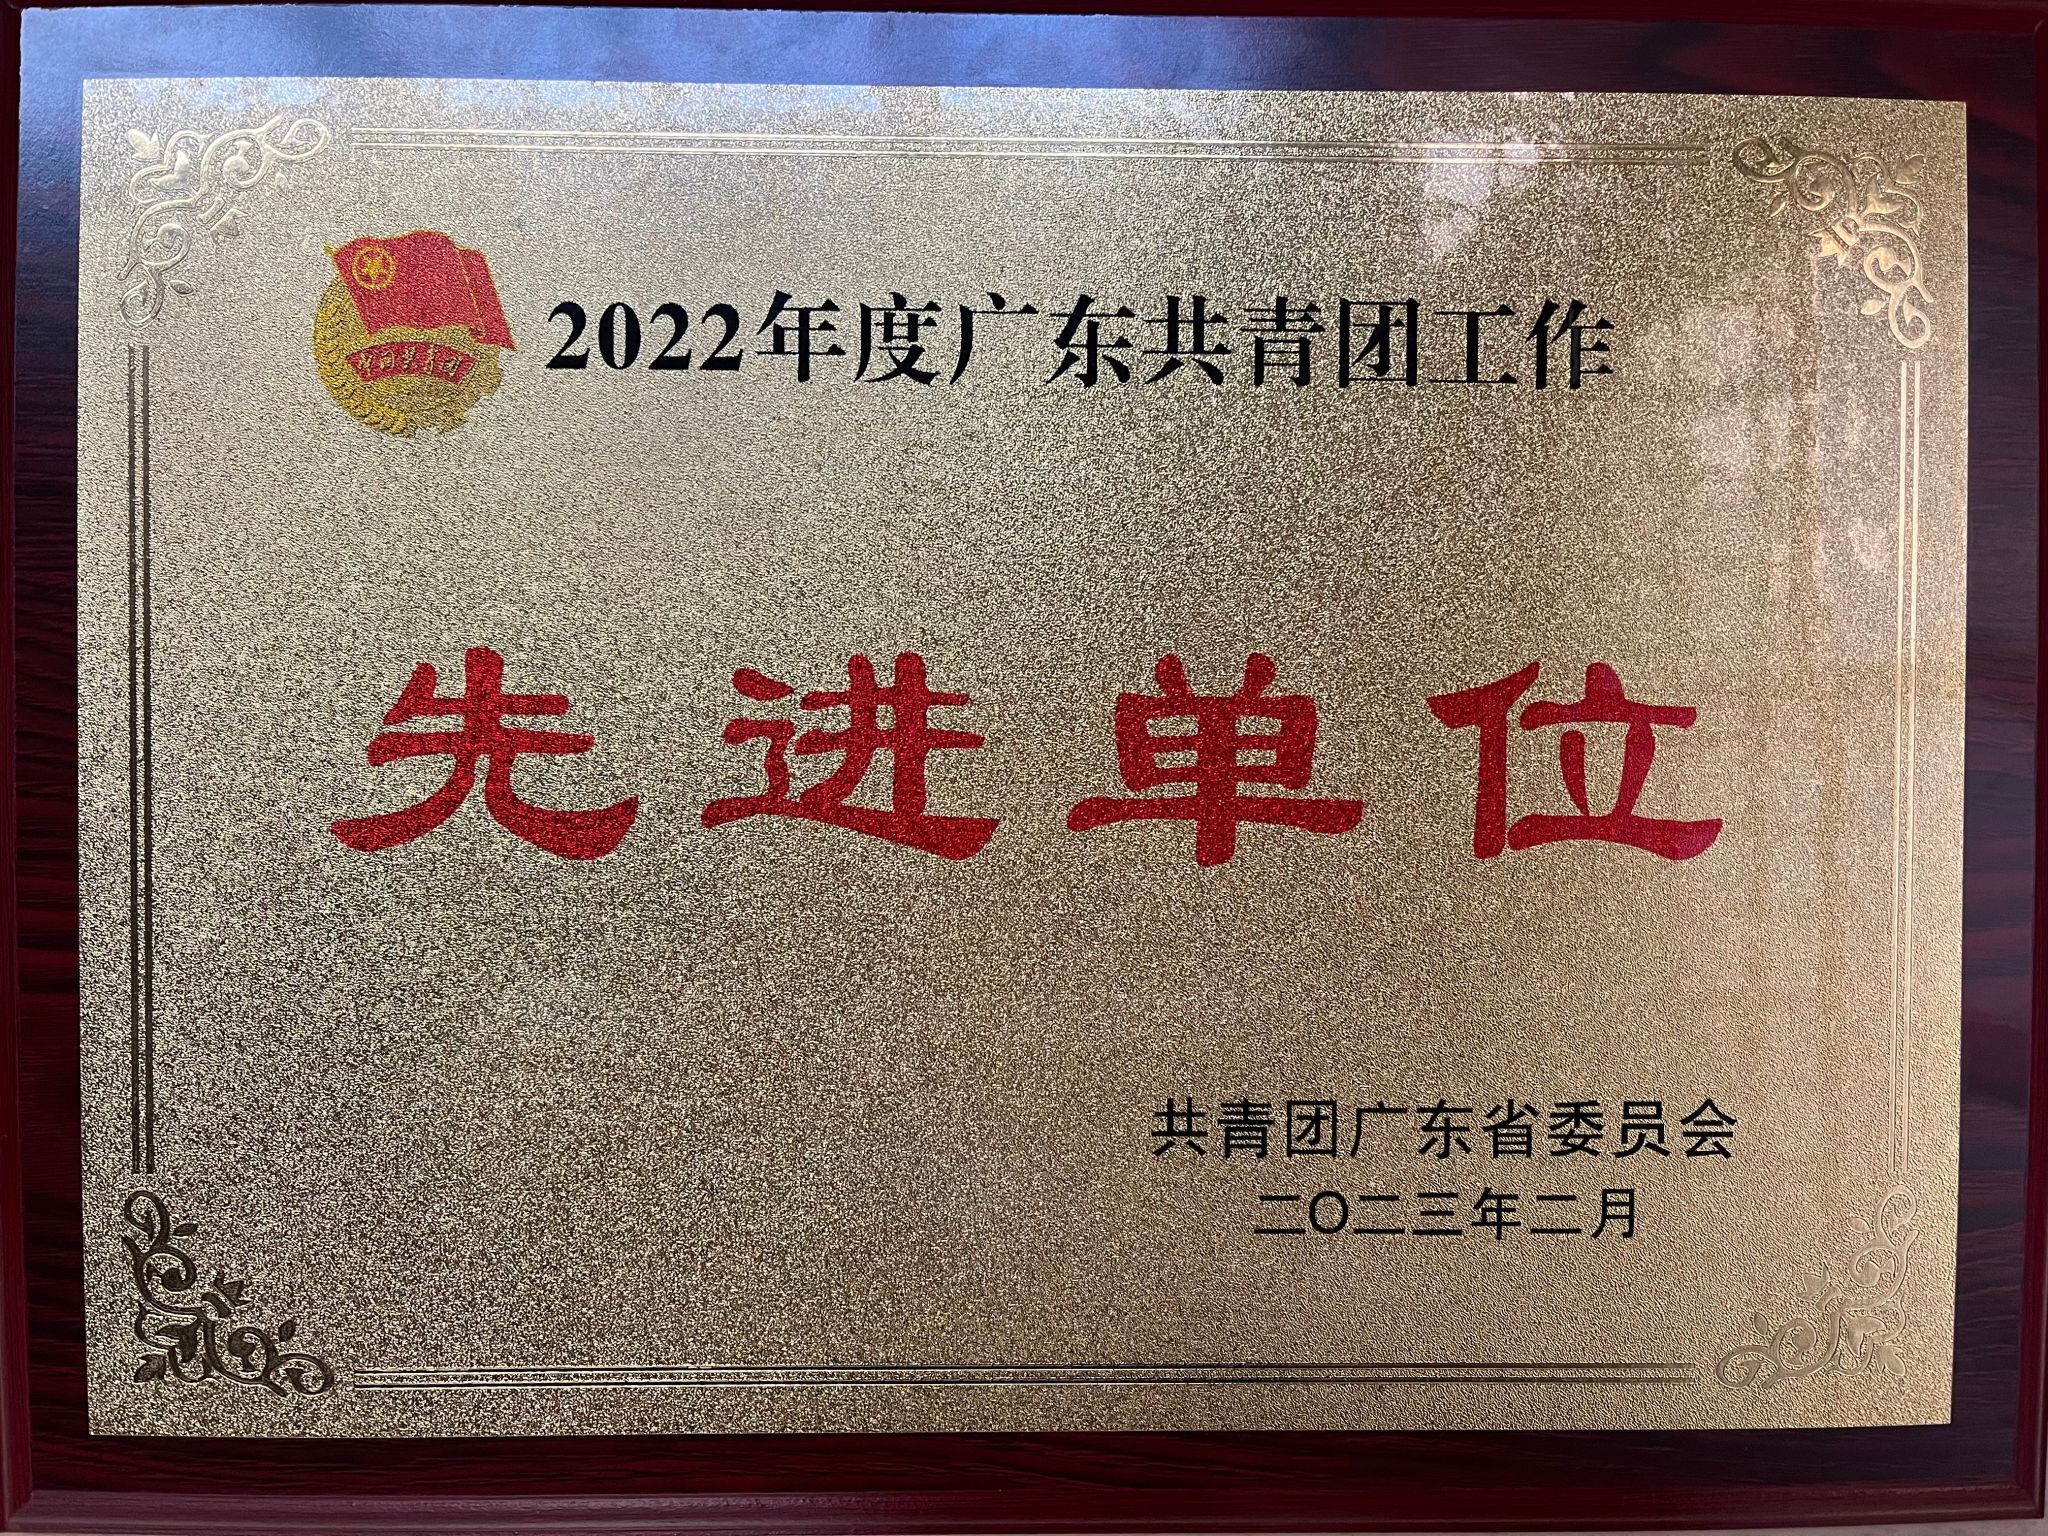 2022年度广东共青团工作
先进单位
共青团广东省委员会
二〇二三年二月